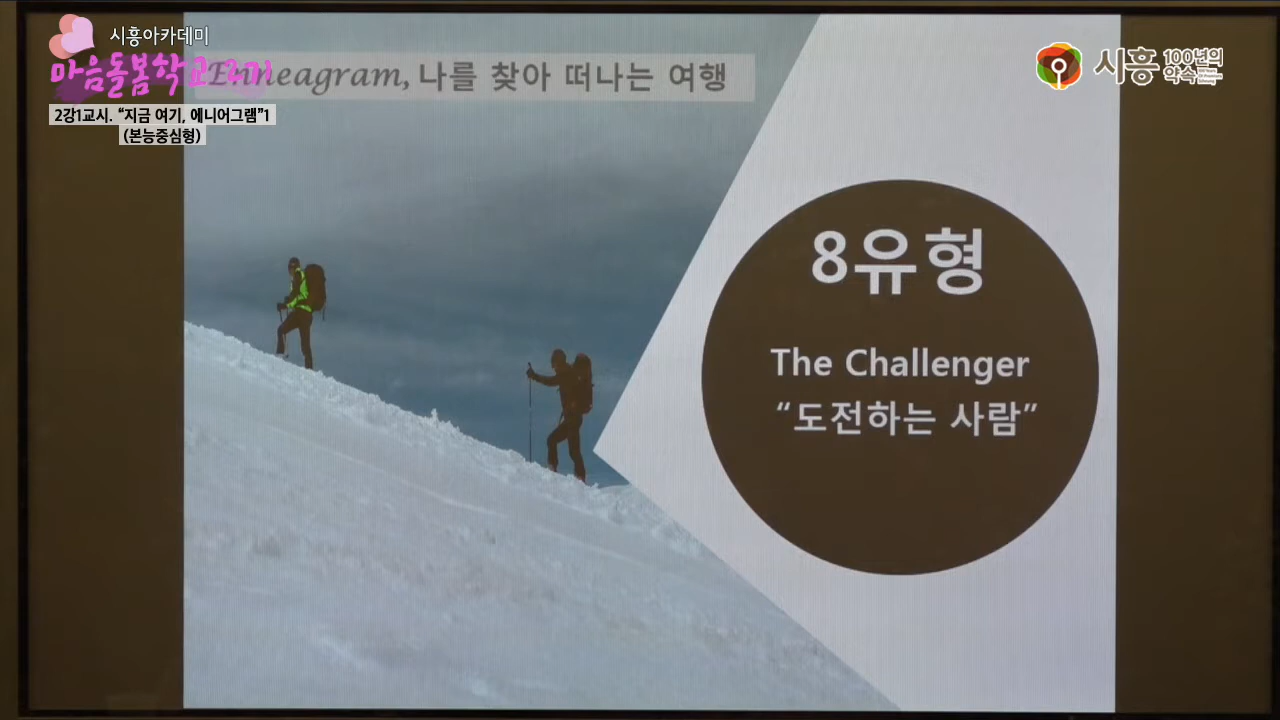 시흥아카데미
마음돌봄학교 2기
2강1교시. “지금 여기, 에니어그램”1
(본능중심형)
Enneagram, 나를 찾아 떠나는 여행
시흥 100년의
약속
8유형
The Challenger
“도전하는 사람”